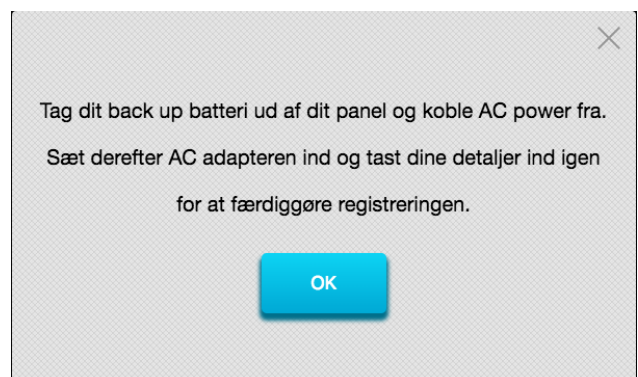 Tag dit back up batteri ud af dit panel og koble AC power fra.
Sæt derefter AC adapteren ind og tast dine detaljer ind igen
for at færdiggøre registreringen.
OK